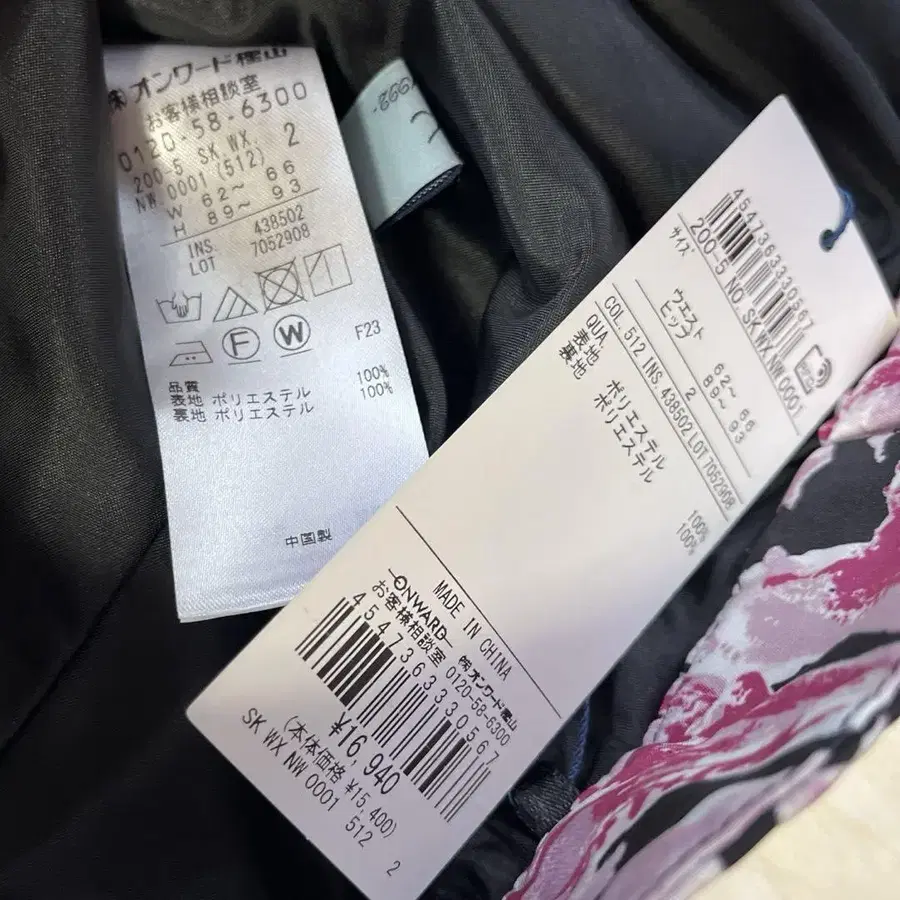 ㈱オンワード樫山
お客様相談室
0120-58-6300
200-5 SK WX 2
NW.0001 (512)
W 62~ 66
H 89~ 93
INS. 438502
LOT 7052908
F
W
F23
品質
表地 ポリエステル 100%
裏地 ポリエステル 100%
中国製
4547363330567
200-5 NO. SK WX.NW.0001
サイズ
ウエスト 62~ 66
ヒップ 89~ 93
2
COL. 512 INS. 438502 LOT 7052908
QUA.
表地 ポリエステル 100%
裏地 ポリエステル 100%
MADE IN CHINA
ONWARD ㈱オンワード樫山
お客様相談室 0120-58-6300
4547363330567
¥16,940
(本体価格 ¥15,400)
SK WX NW 0001 512 2